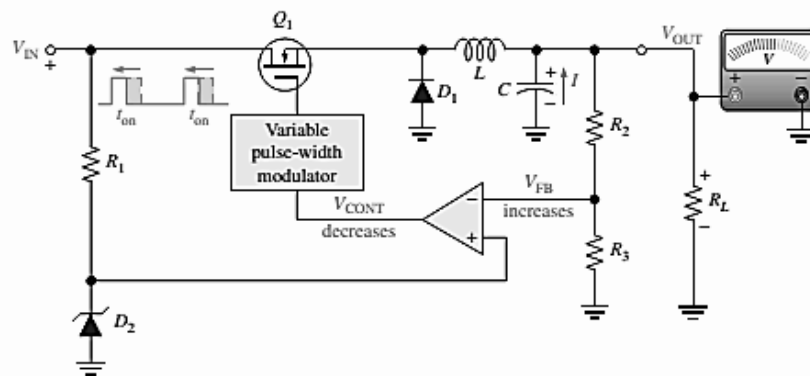 Q1
VIN
+
VOUT
V
+
−
ton
ton
L
D1
C
+
−
I
R2
Variable
pulse-width
modulator
R1
VFB
increases
−
+
VCONT
decreases
R3
+
RL
−
D2